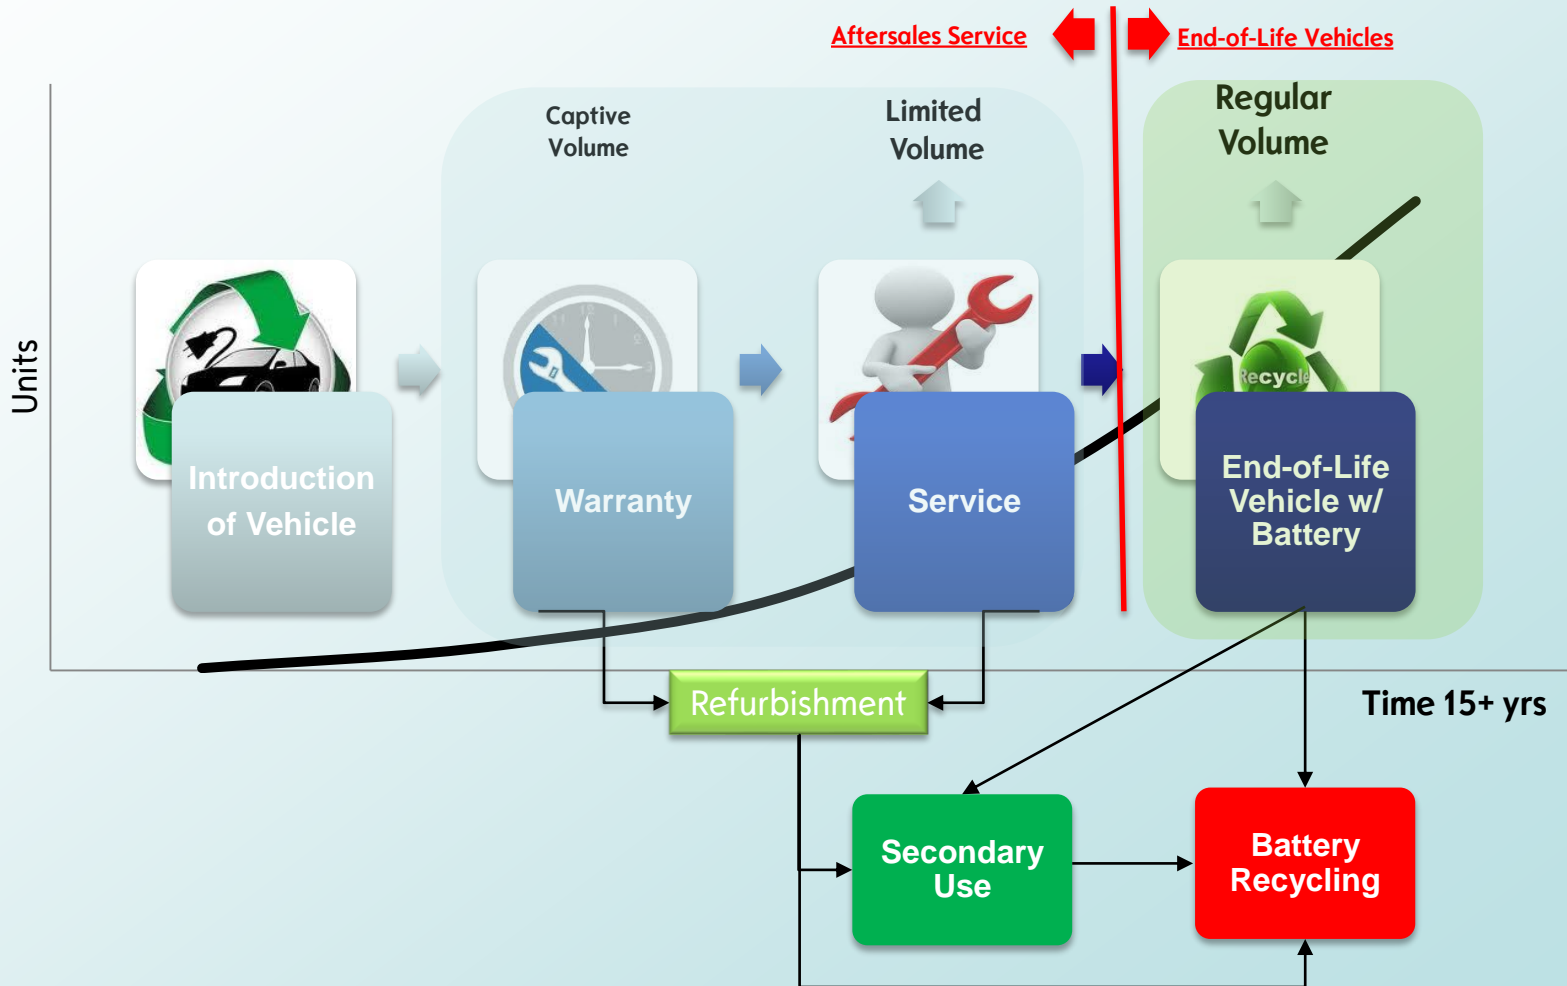 Aftersales Service
End-of-Life Vehicles
Captive
Volume
Limited
Volume
Regular
Volume
Units
Recycle
Introduction
of Vehicle
Warranty
Service
End-of-Life
Vehicle w/
Battery
Refurbishment
Time 15+ yrs
Secondary
Use
Battery
Recycling